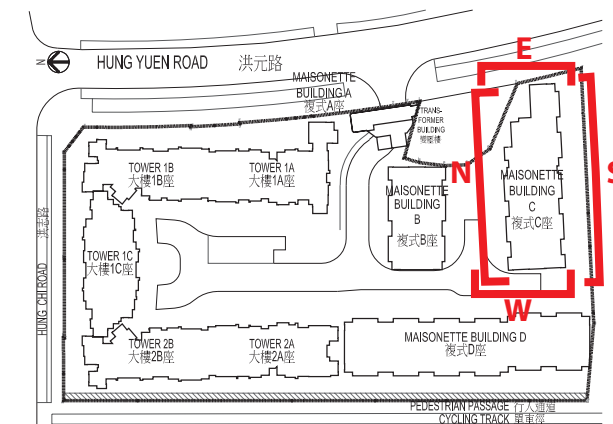 N
HUNG YUEN ROAD 洪元路
MAISONETTE
BUILDING A
複式A座
TRANS-
FORMER
BUILDING
變壓樓
E
N
S
W
TOWER 1B
大樓1B座
TOWER 1A
大樓1A座
MAISONETTE
BUILDING
B
複式B座
MAISONETTE
BUILDING
C
複式C座
TOWER 1C
大樓1C座
HUNG CHI ROAD 洪志路
TOWER 2B
大樓2B座
TOWER 2A
大樓2A座
MAISONETTE BUILDING D
複式D座
PEDESTRIAN PASSAGE 行人通道
CYCLING TRACK 單車徑